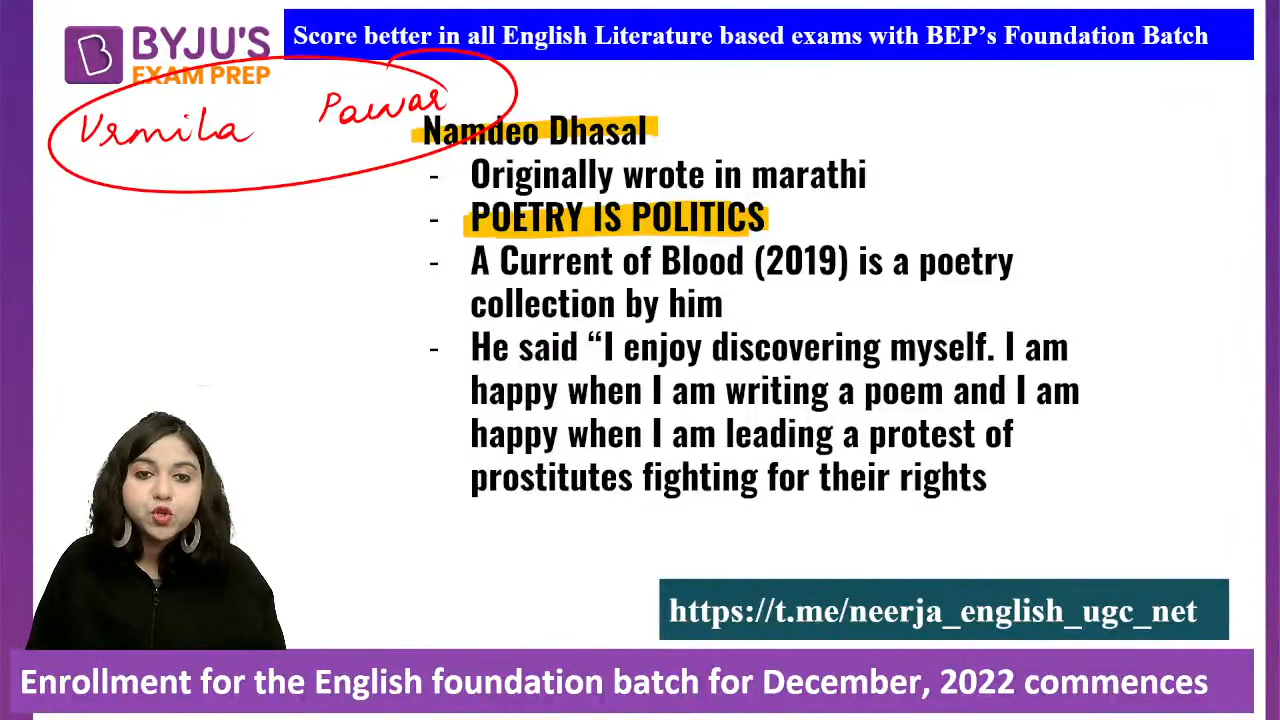 BYJU'S
EXAM PREP
Score better in all English Literature based exams with BEP's Foundation Batch
Urmila Pawar
Namdeo Dhasal
- Originally wrote in marathi
- POETRY IS POLITICS
- A Current of Blood (2019) is a poetry
collection by him
- He said “I enjoy discovering myself. I am
happy when I am writing a poem and I am
happy when I am leading a protest of
prostitutes fighting for their rights
https://t.me/neerja_english_ugc_net
Enrollment for the English foundation batch for December, 2022 commences